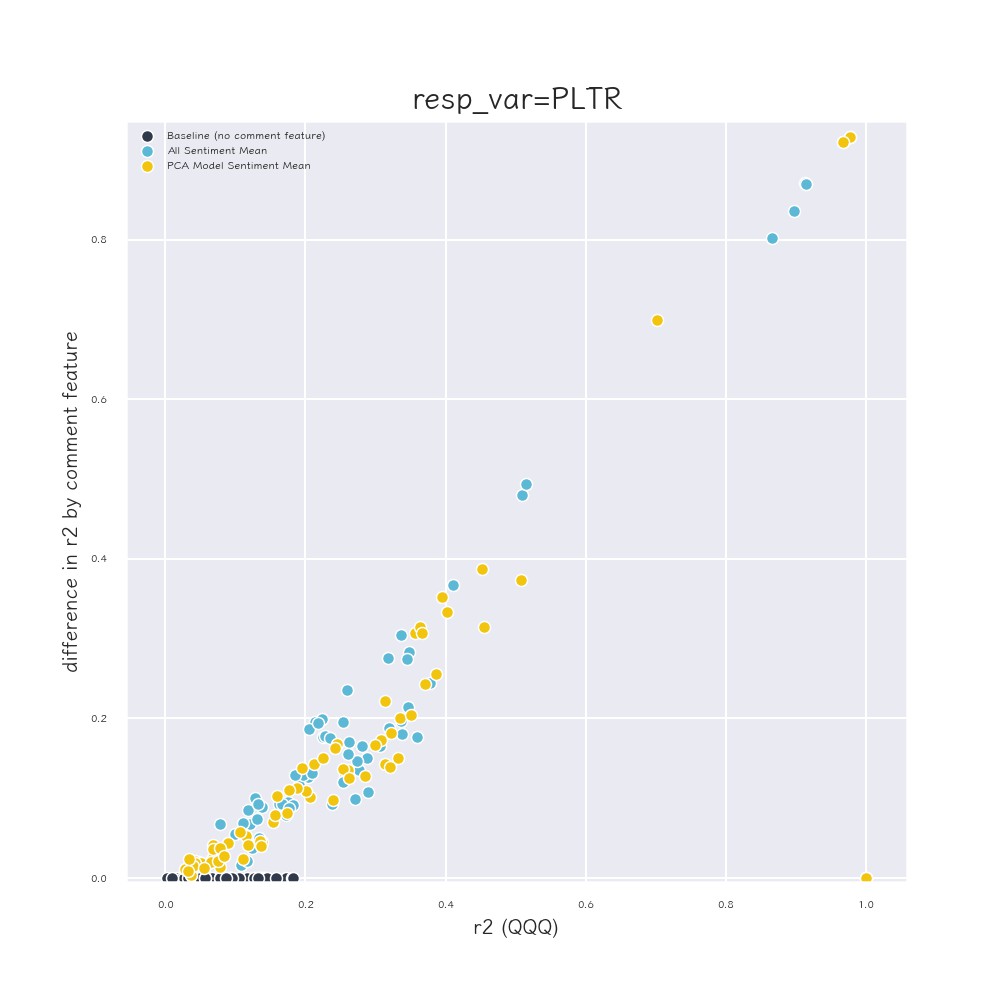 resp_var=PLTR
Baseline (no comment feature)
All Sentiment Mean
PCA Model Sentiment Mean
difference in r2 by comment feature
0.8
0.6
0.4
0.2
0.0
0.0 0.2 0.4 0.6 0.8 1.0
r2 (QQQ)